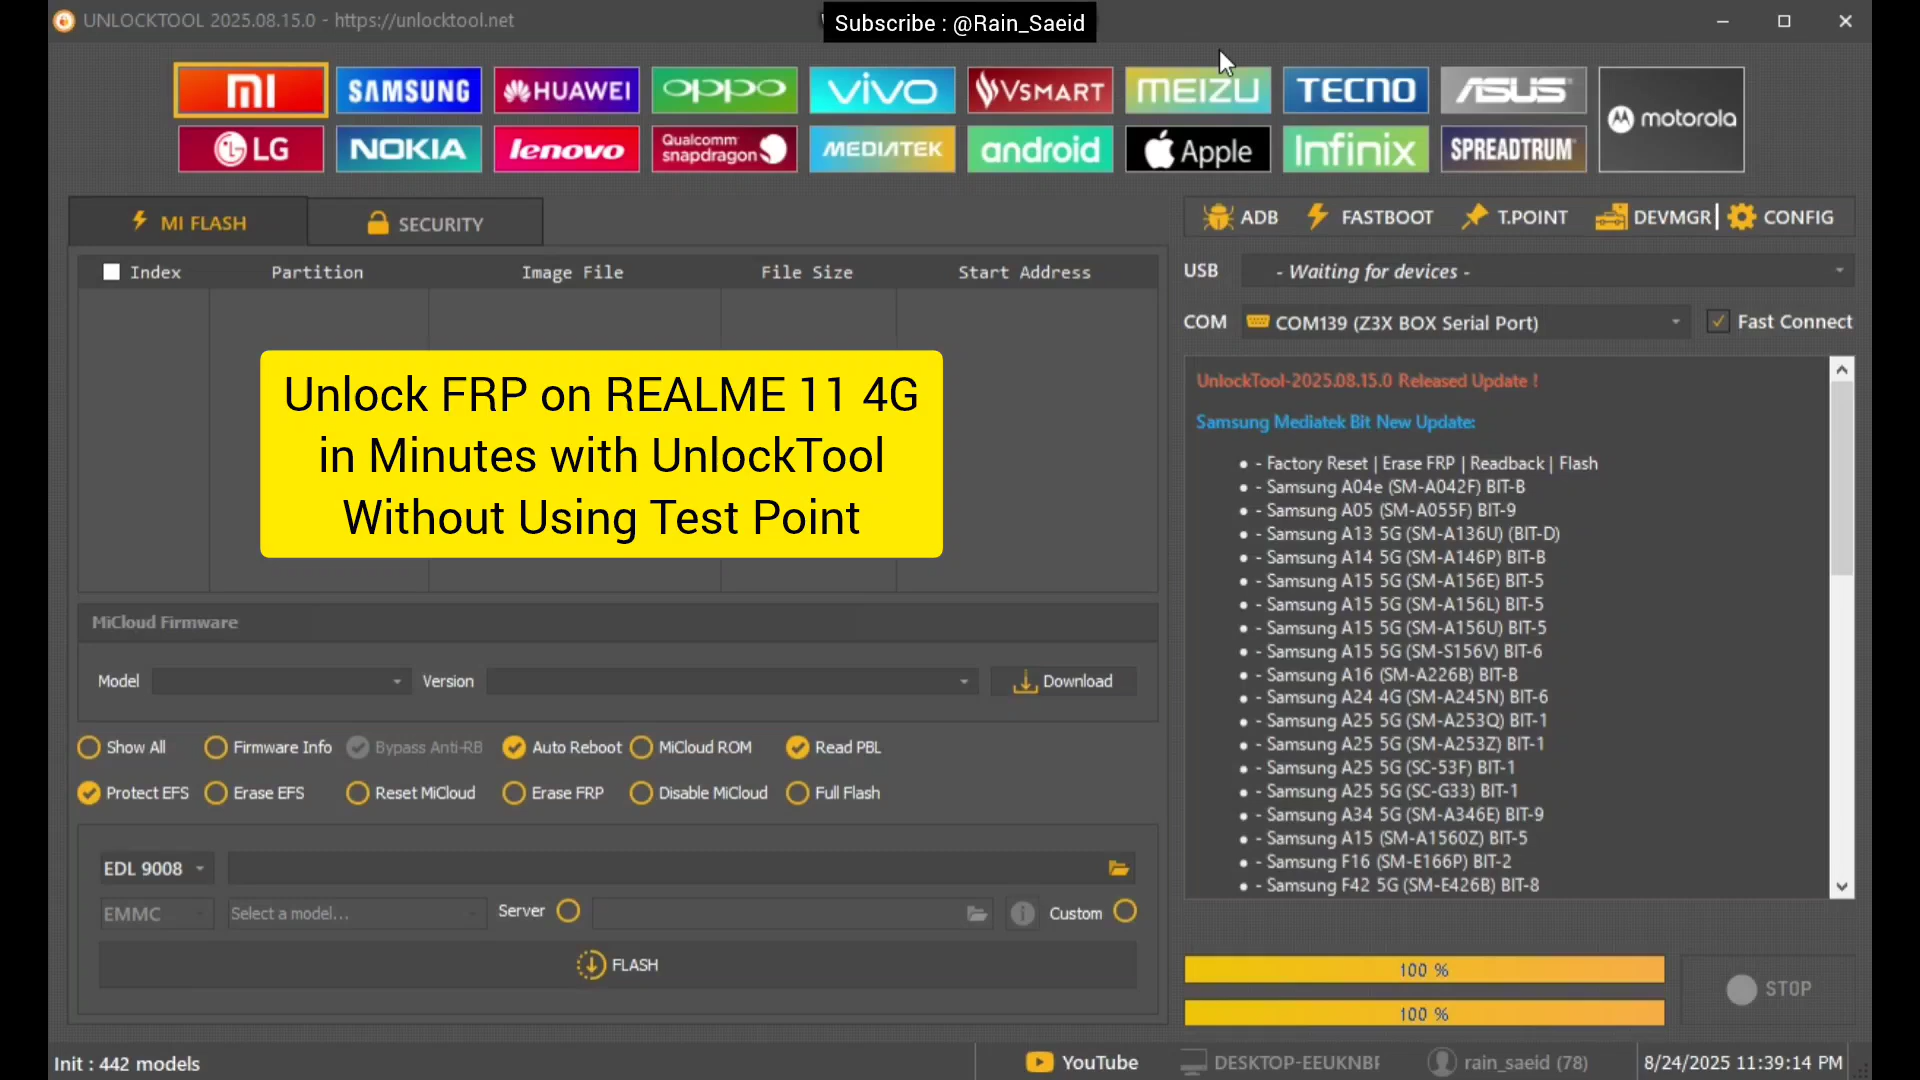 UNLOCKTOOL 2025.08.15.0 - https://unlocktool.net
Subscribe : @Rain_Saeid
MI
SAMSUNG
HUAWEI
oppo
vivo
VSMART
MEIZU
TECNO
ASUS
motorola
LG
NOKIA
lenovo
Qualcomm
snapdragon
MEDIATEK
android
Apple
Infinix
SPREADTRUM
MI FLASH
SECURITY
ADB
FASTBOOT
T.POINT
DEVMGR
CONFIG
Index
Partition
Image File
File Size
Start Address
USB
- Waiting for devices -
COM
COM139 (Z3X BOX Serial Port)
Fast Connect
Unlock FRP on REALME 11 4G
in Minutes with UnlockTool
Without Using Test Point
UnlockTool-2025.08.15.0 Released Update !
Samsung Mediatek Bit New Update:
- Factory Reset | Erase FRP | Readback | Flash
- Samsung A04e (SM-A042F) BIT-B
- Samsung A05 (SM-A055F) BIT-9
- Samsung A13 5G (SM-A136U) (BIT-D)
- Samsung A14 5G (SM-A146P) BIT-B
- Samsung A15 5G (SM-A156E) BIT-5
- Samsung A15 5G (SM-A156L) BIT-5
- Samsung A15 5G (SM-A156U) BIT-5
- Samsung A15 5G (SM-S156V) BIT-6
- Samsung A16 (SM-A226B) BIT-B
- Samsung A24 4G (SM-A245N) BIT-6
- Samsung A25 5G (SM-A253Q) BIT-1
- Samsung A25 5G (SM-A253Z) BIT-1
- Samsung A25 5G (SC-53F) BIT-1
- Samsung A25 5G (SC-G33) BIT-1
- Samsung A34 5G (SM-A346E) BIT-9
- Samsung A15 (SM-A1560Z) BIT-5
- Samsung F16 (SM-E166P) BIT-2
- Samsung F42 5G (SM-E426B) BIT-8
MiCloud Firmware
Model
Version
Download
Show All
Firmware Info
Bypass Anti-RB
Auto Reboot
MiCloud ROM
Read PBL
Protect EFS
Erase EFS
Reset MiCloud
Erase FRP
Disable MiCloud
Full Flash
EDL 9008
EMMC
Select a model...
Server
Custom
FLASH
100 %
100 %
STOP
Init : 442 models
YouTube
DESKTOP-EEUKNBF
rain_saeid (78)
8/24/2025 11:39:14 PM